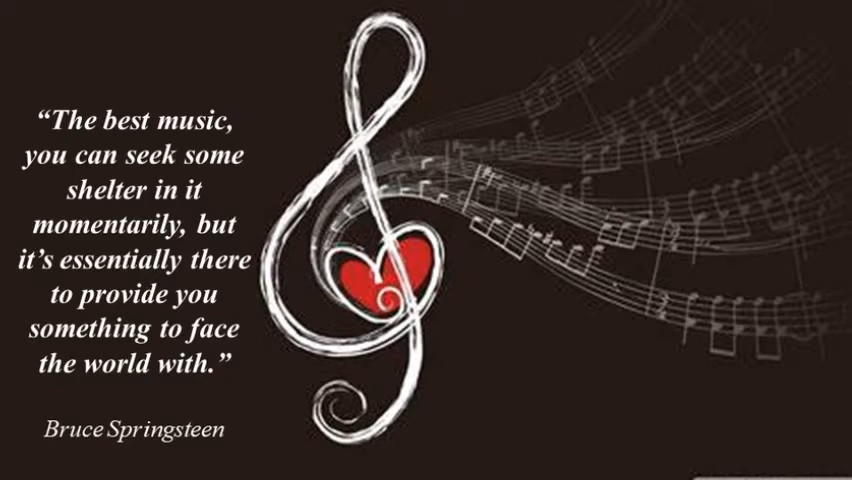 “The best music,
you can seek some
shelter in it
momentarily, but
it’s essentially there
to provide you
something to face
the world with.”
Bruce Springsteen